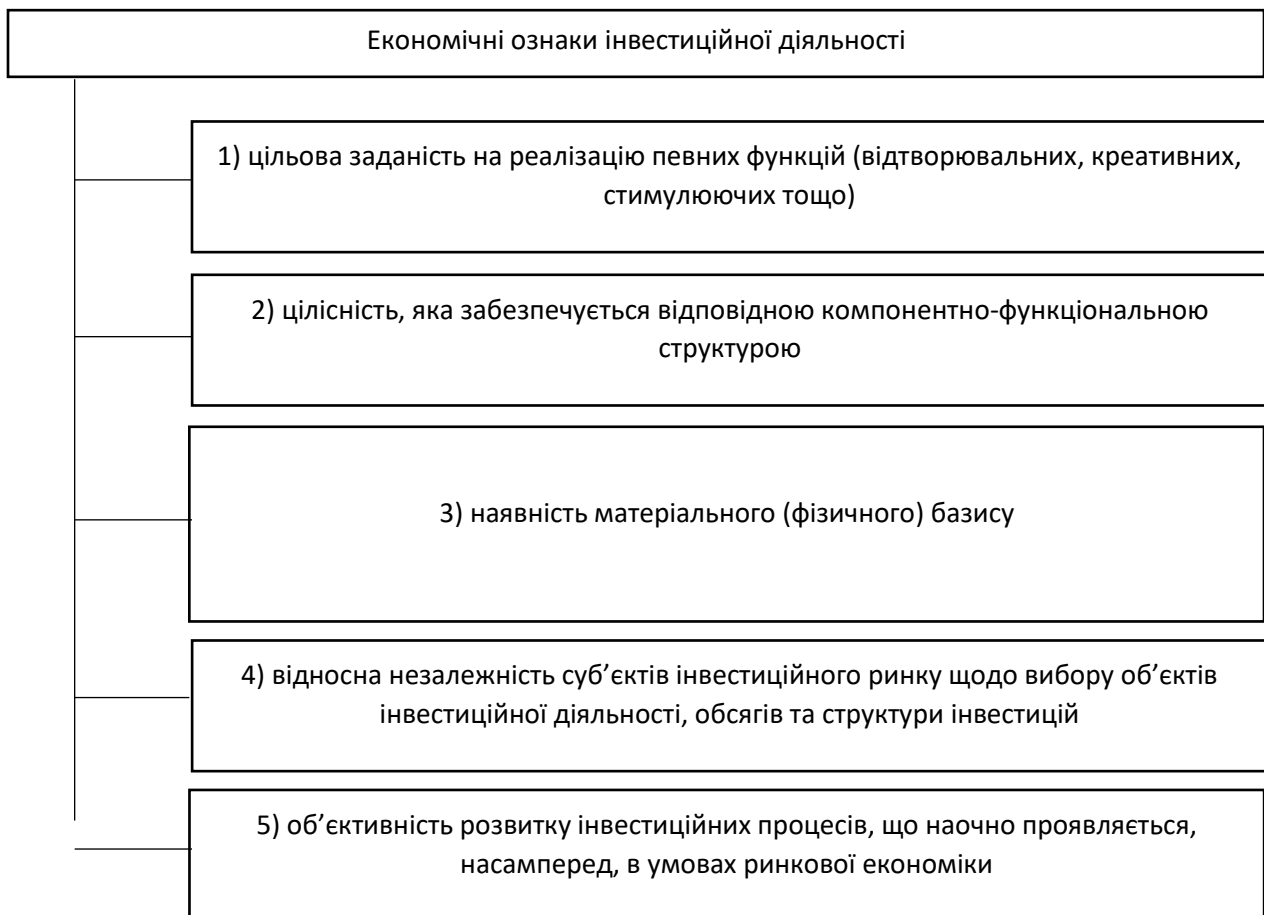 Економічні ознаки інвестиційної діяльності
1) цільова заданість на реалізацію певних функцій (відтворювальних, креативних,
стимулюючих тощо)
2) цілісність, яка забезпечується відповідною компонентно-функціональною
структурою
3) наявність матеріального (фізичного) базису
4) відносна незалежність суб’єктів інвестиційного ринку щодо вибору об’єктів
інвестиційної діяльності, обсягів та структури інвестицій
5) об’єктивність розвитку інвестиційних процесів, що наочно проявляється,
насамперед, в умовах ринкової економіки